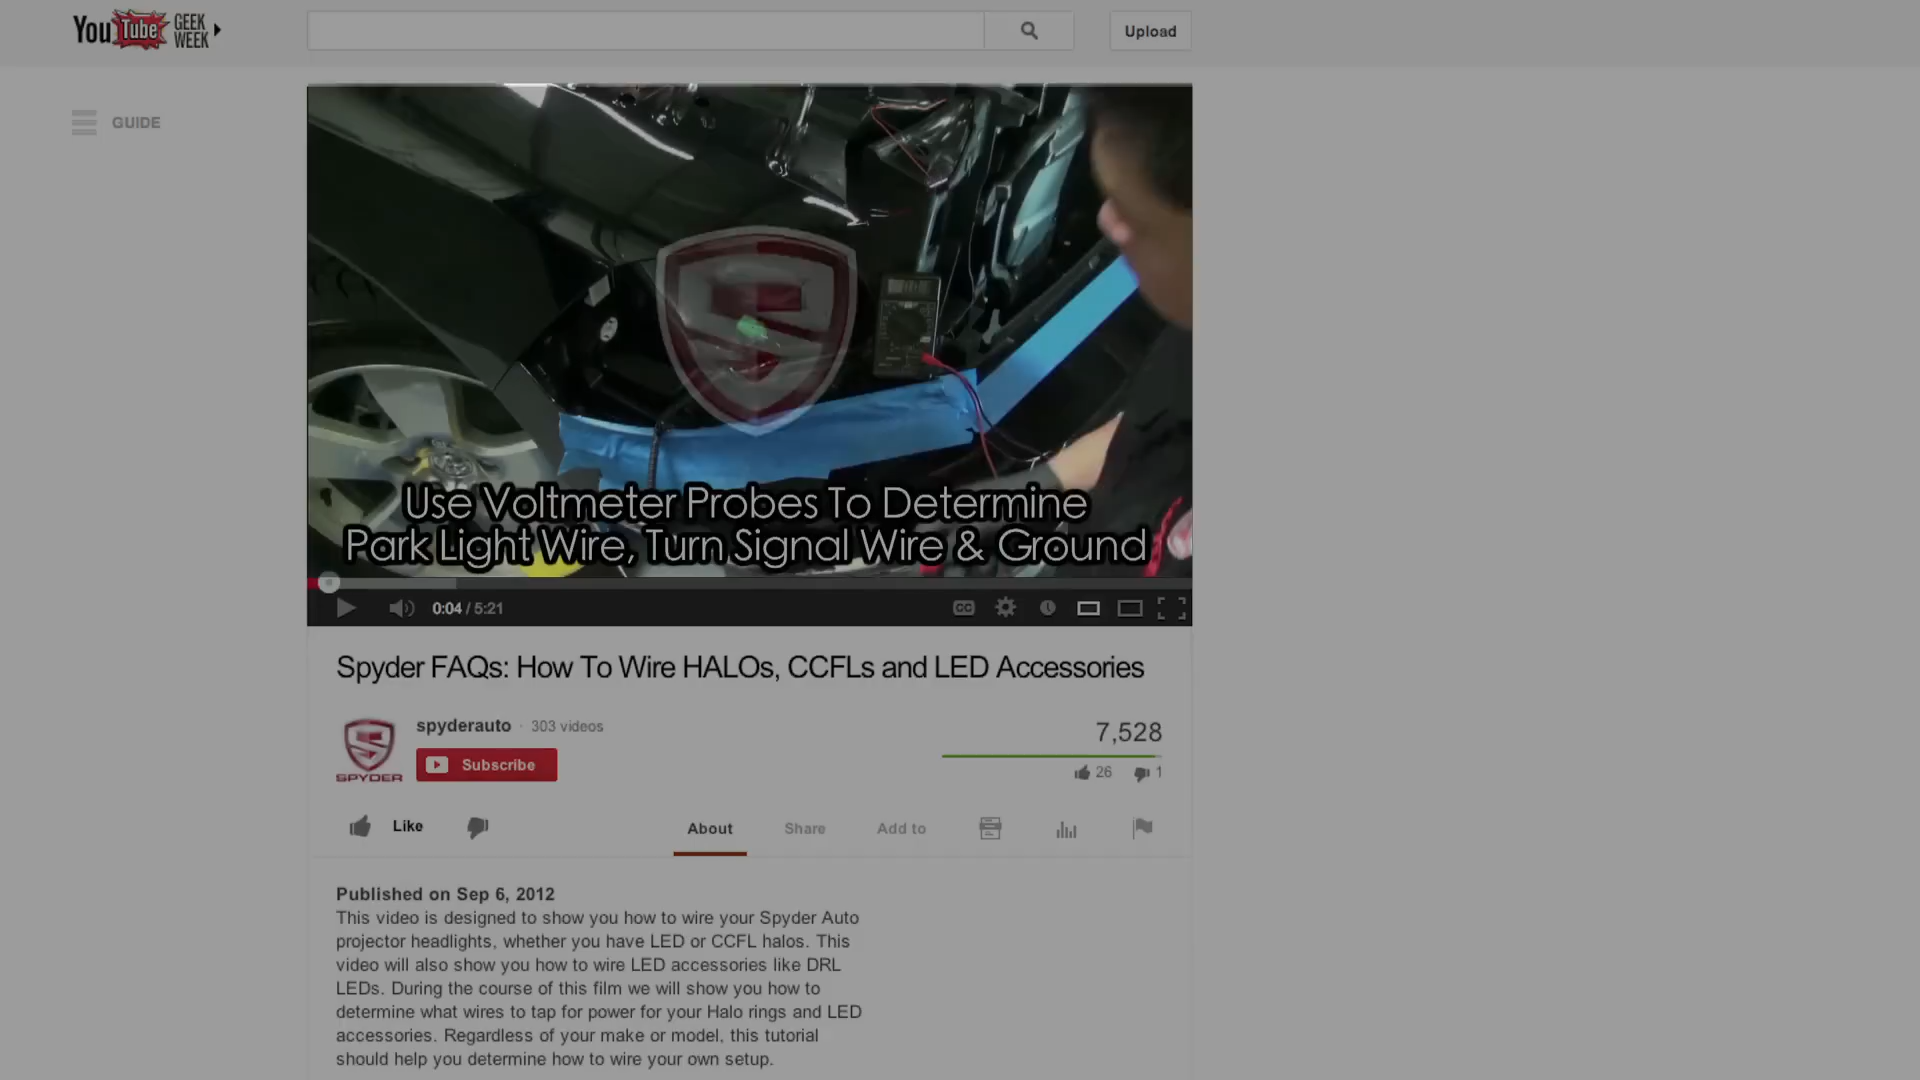 YouTube GEEK WEEK
Upload
GUIDE
Use Voltmeter Probes To Determine
Park Light Wire, Turn Signal Wire & Ground
0:04 / 5:21
CC
Spyder FAQs: How To Wire HALOs, CCFLs and LED Accessories
spyderauto · 303 videos
7,528
SPYDER
Subscribe
26 1
Like
About Share Add to
Published on Sep 6, 2012
This video is designed to show you how to wire your Spyder Auto
projector headlights, whether you have LED or CCFL halos. This
video will also show you how to wire LED accessories like DRL
LEDs. During the course of this film we will show you how to
determine what wires to tap for power for your Halo rings and LED
accessories. Regardless of your make or model, this tutorial
should help you determine how to wire your own setup.